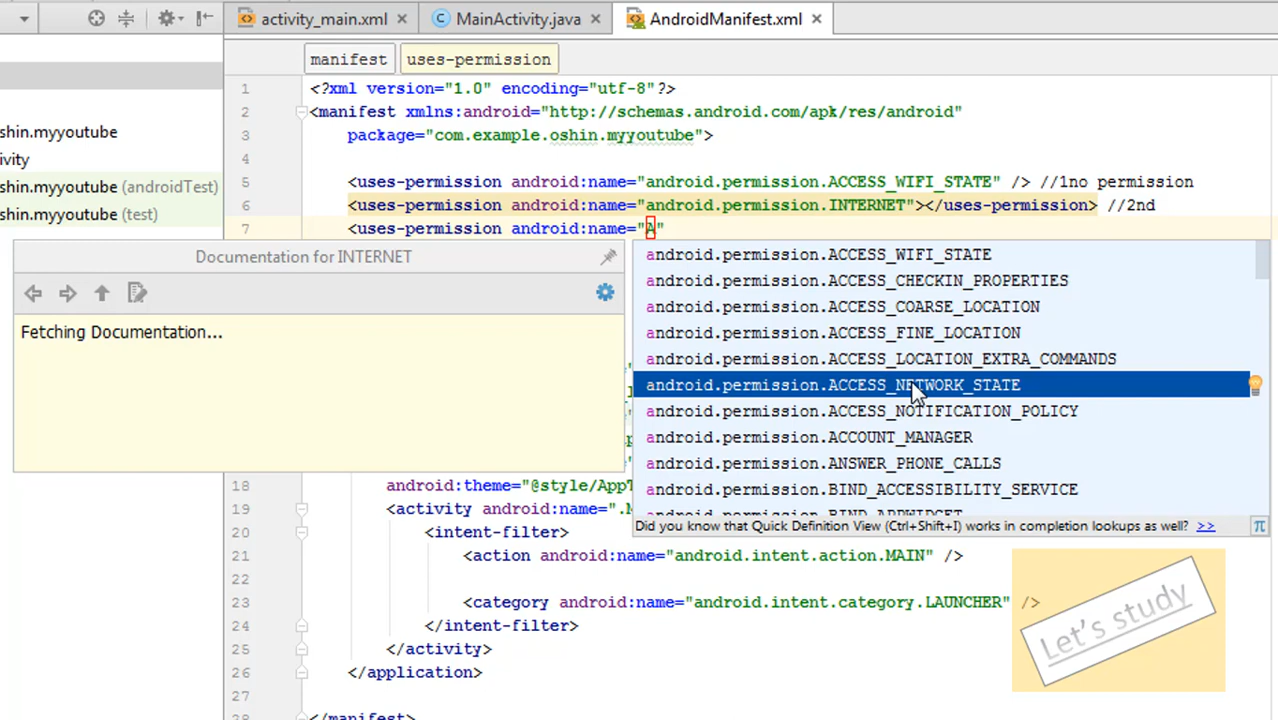 activity_main.xml
MainActivity.java
AndroidManifest.xml
manifest
uses-permission
1 <?xml version="1.0" encoding="utf-8"?>
2 <manifest xmlns:android="http://schemas.android.com/apk/res/android"
3 package="com.example.oshin.myyoutube">
4
5 <uses-permission android:name="android.permission.ACCESS_WIFI_STATE" /> //1no permission
6 <uses-permission android:name="android.permission.INTERNET"></uses-permission> //2nd
7 <uses-permission android:name="A"
shin.myyoutube
ivity
shin.myyoutube (androidTest)
shin.myyoutube (test)
Documentation for INTERNET
Fetching Documentation...
android.permission.ACCESS_WIFI_STATE
android.permission.ACCESS_CHECKIN_PROPERTIES
android.permission.ACCESS_COARSE_LOCATION
android.permission.ACCESS_FINE_LOCATION
android.permission.ACCESS_LOCATION_EXTRA_COMMANDS
android.permission.ACCESS_NETWORK_STATE
android.permission.ACCESS_NOTIFICATION_POLICY
android.permission.ACCOUNT_MANAGER
android.permission.ANSWER_PHONE_CALLS
android.permission.BIND_ACCESSIBILITY_SERVICE
android.permission.BIND_APPWIDGET
Did you know that Quick Definition View (Ctrl+Shift+I) works in completion lookups as well? >>
π
18 android:theme="@style/AppT
19 <activity android:name=".M
20 <intent-filter>
21 <action android:name="android.intent.action.MAIN" />
22
23 <category android:name="android.intent.category.LAUNCHER" />
24 </intent-filter>
25 </activity>
26 </application>
27
28 </manifest>
Let's study